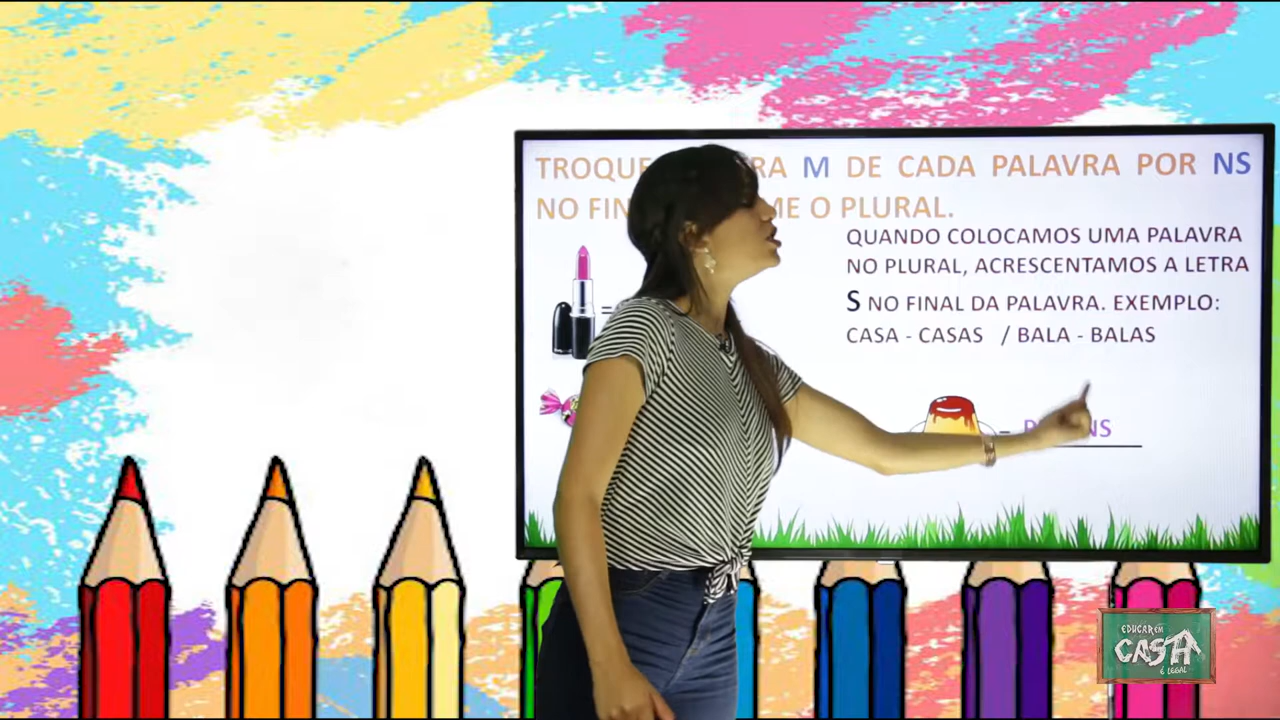 TROQUE RA M DE CADA PALAVRA POR NS
NO FIN ME O PLURAL.
QUANDO COLOCAMOS UMA PALAVRA
NO PLURAL, ACRESCENTAMOS A LETRA
S NO FINAL DA PALAVRA. EXEMPLO:
CASA - CASAS / BALA - BALAS
=
= P NS
EDUCAR EM
CASA
É LEGAL